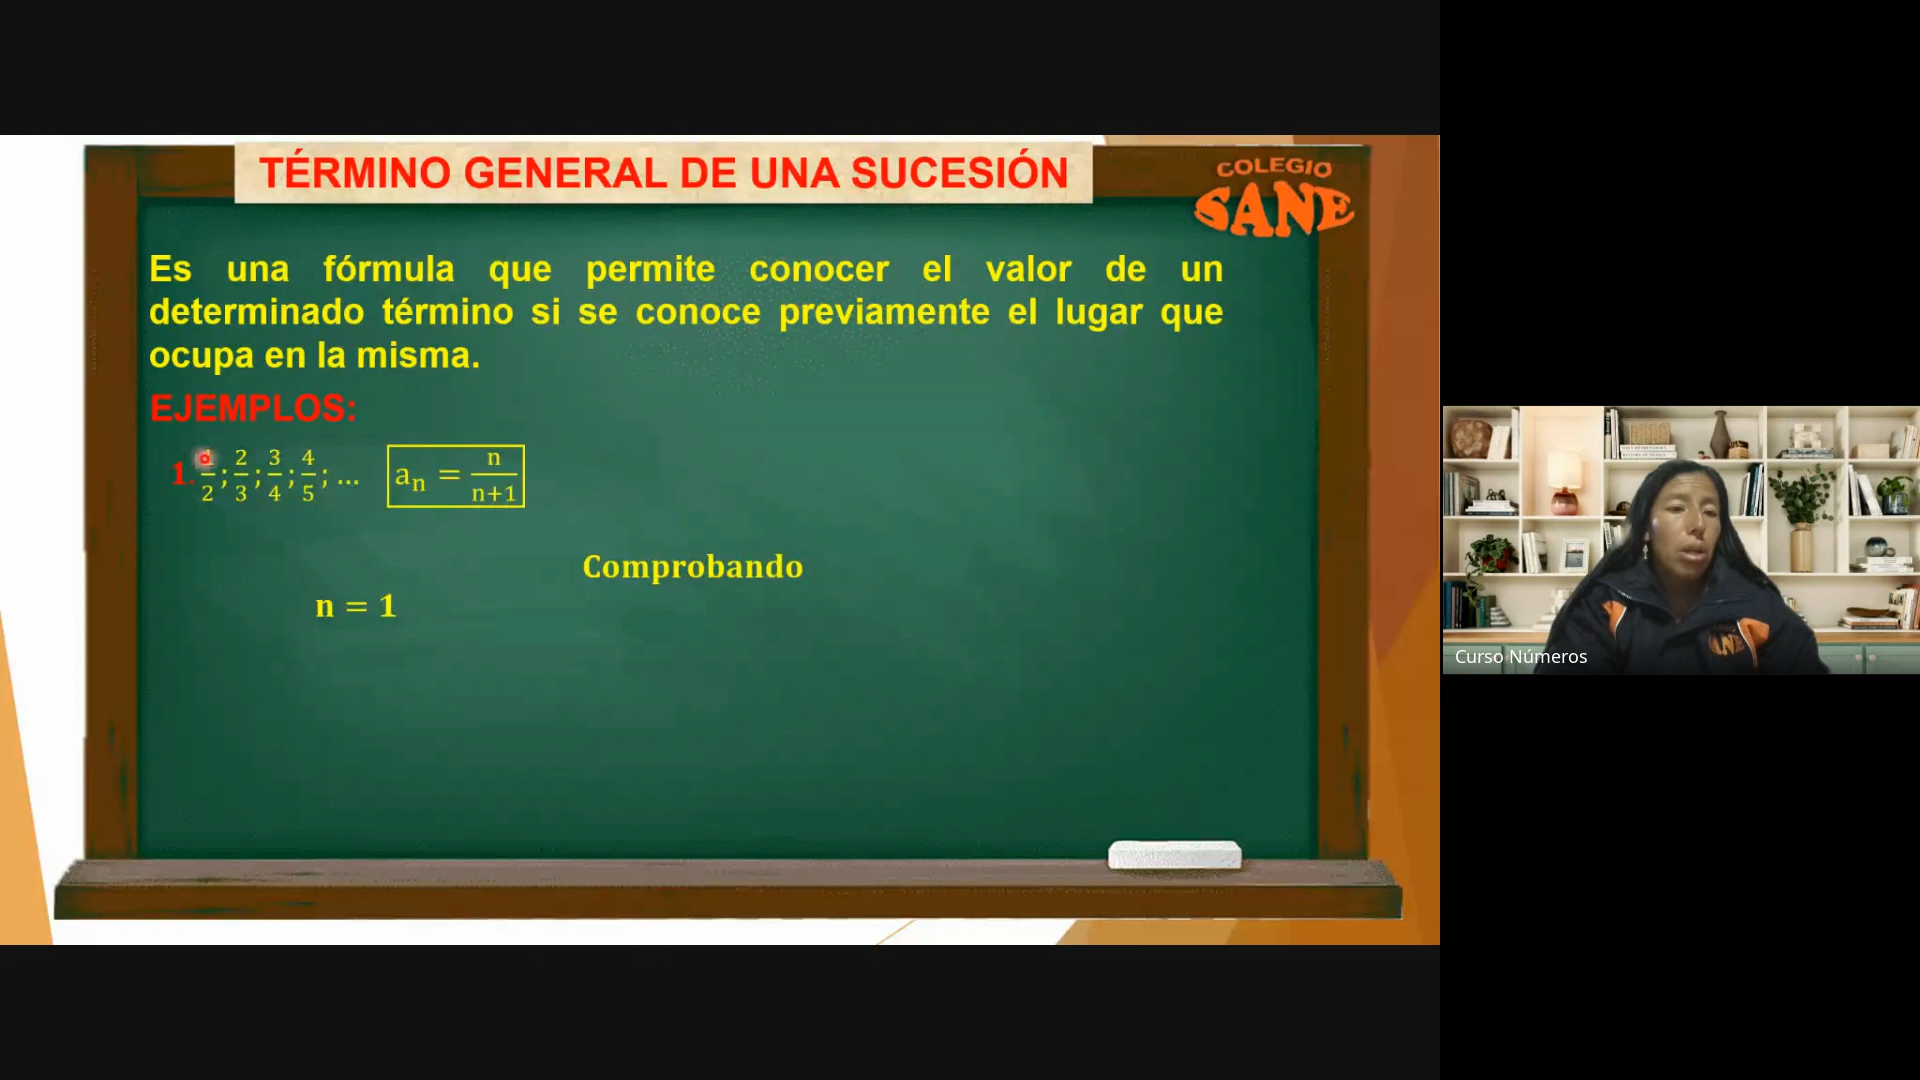 TÉRMINO GENERAL DE UNA SUCESIÓN
COLEGIO
SANE
Es una fórmula que permite conocer el valor de un
determinado término si se conoce previamente el lugar que
ocupa en la misma.
EJEMPLOS:
1. 1/2 ; 2/3 ; 3/4 ; 4/5 ; ... aₙ = n/n+1
Comprobando
n = 1
Curso Números